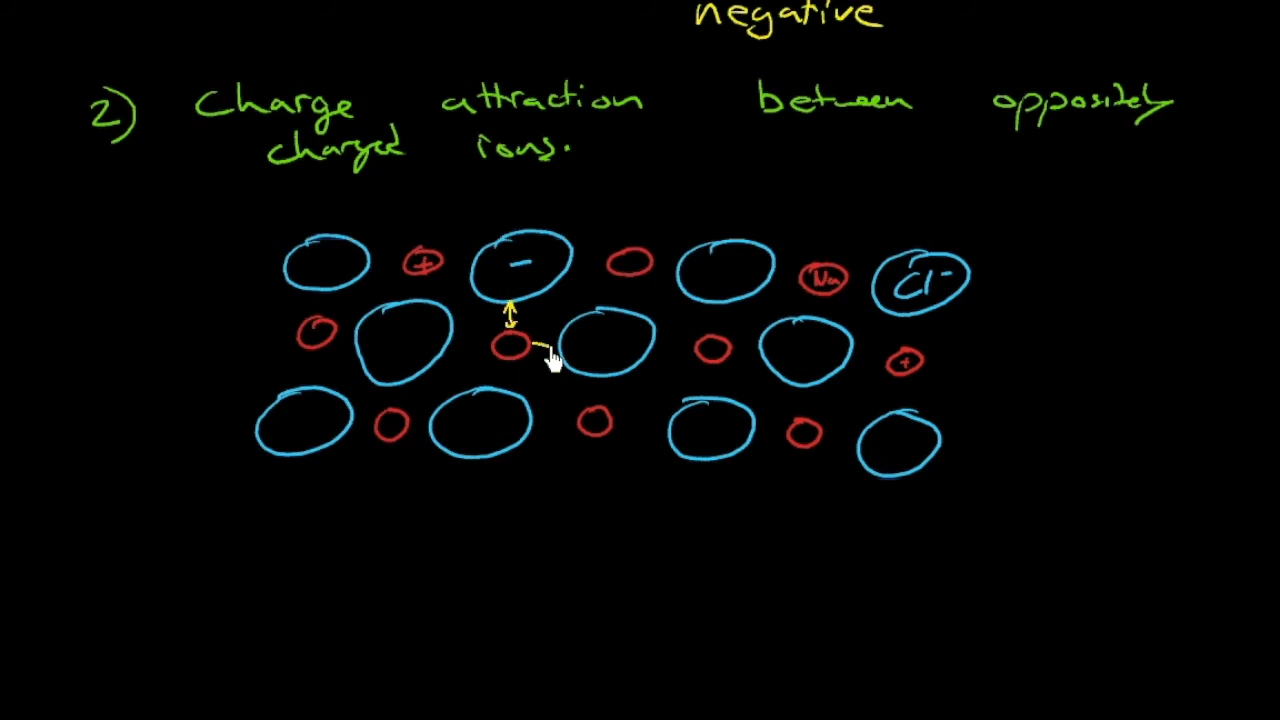 negative
2) Charge attraction between oppositely
charged ions.
+ - Na Cl-
+